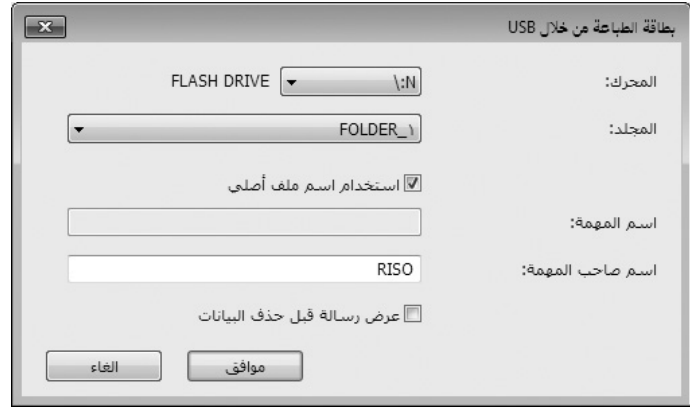 بطاقة الطباعة من خلال USB
المحرك: N:\ FLASH DRIVE
المجلد: FOLDER_١
استخدام اسم ملف أصلي
اسم المهمة:
اسم صاحب المهمة: RISO
عرض رسالة قبل حذف البيانات
موافق الغاء